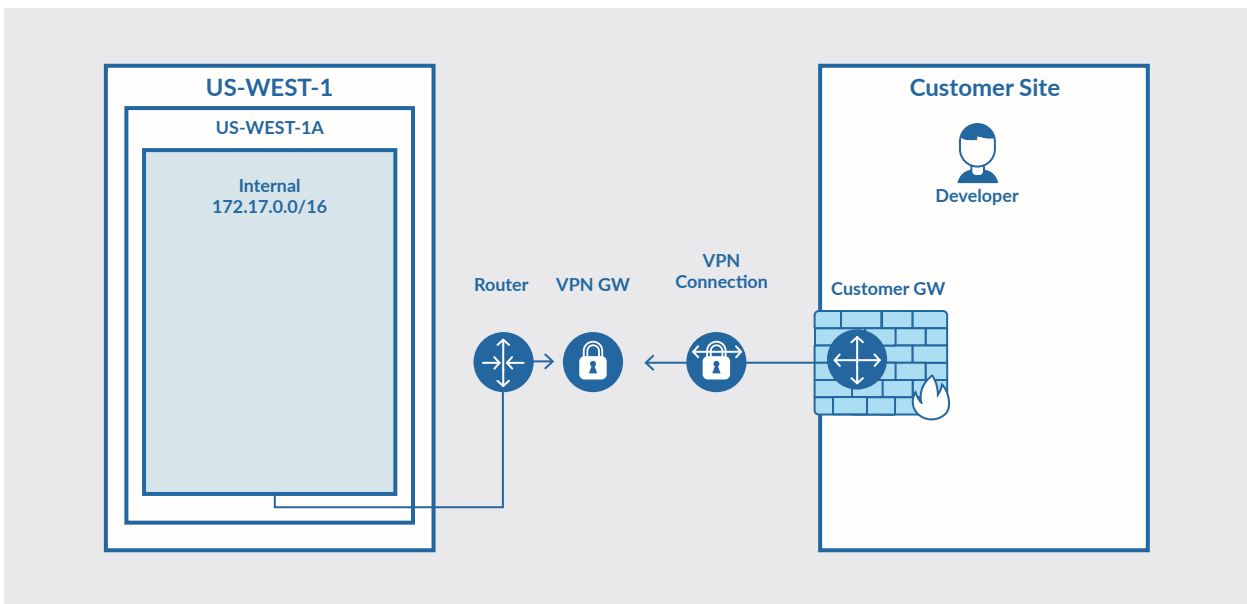 US-WEST-1
US-WEST-1A
Internal
172.17.0.0/16
Router
VPN GW
VPN
Connection
Customer Site
Developer
Customer GW